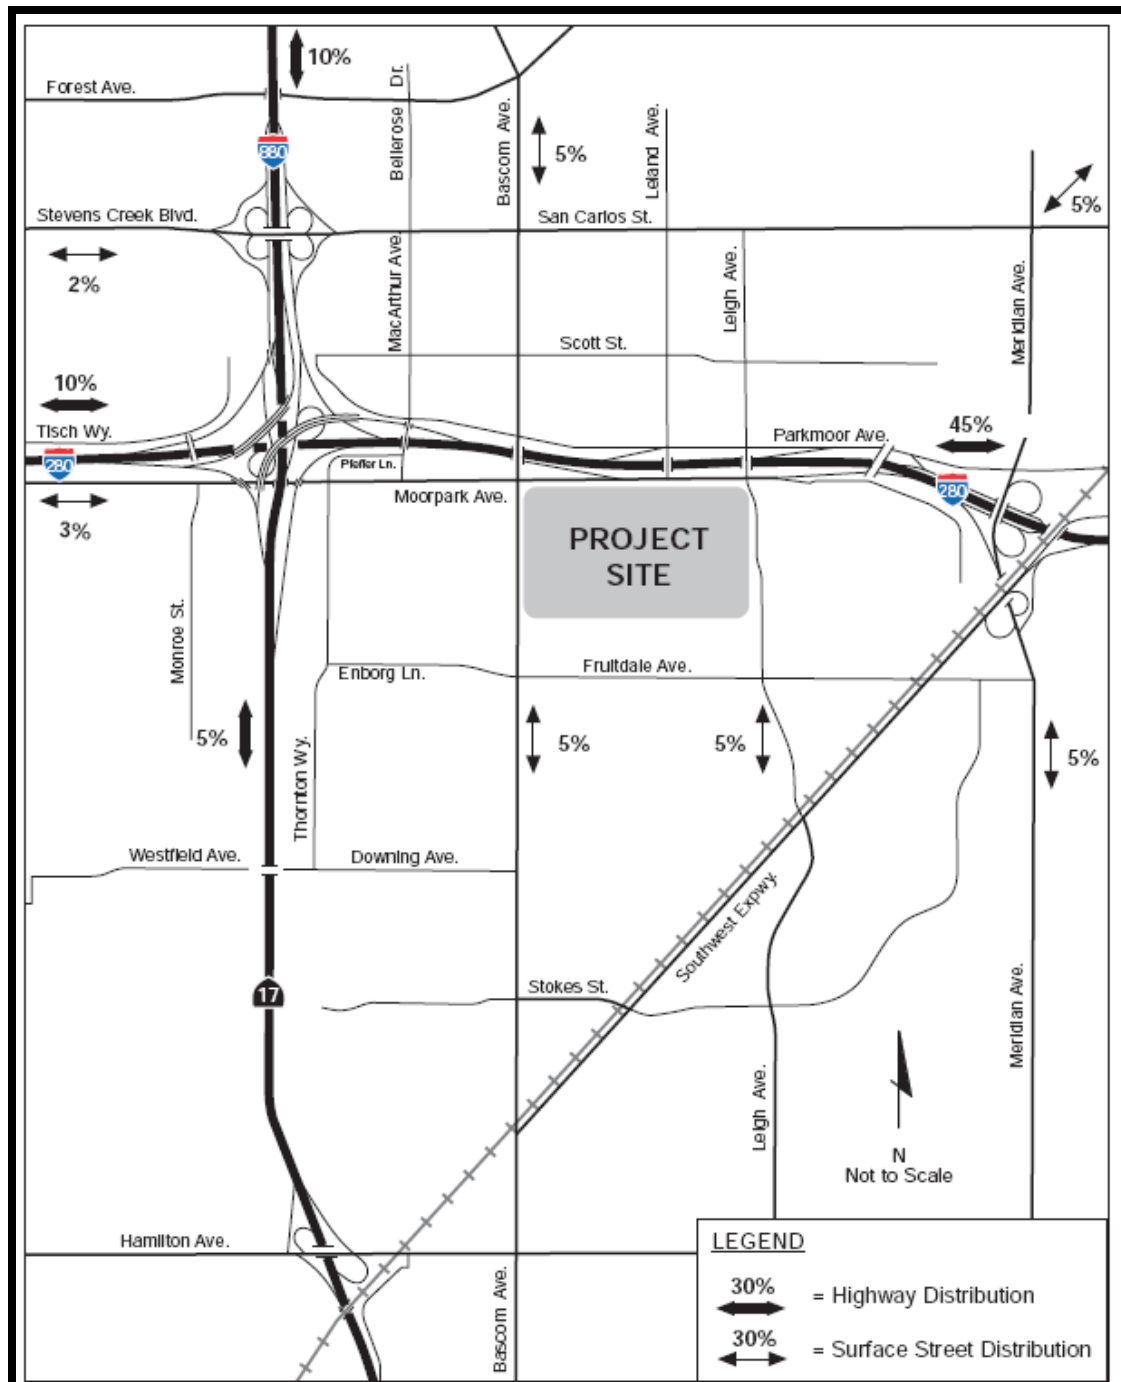 10%
Forest Ave.
Bellerose Dr.
Bascom Ave.
5%
Leland Ave.
880
5%
Stevens Creek Blvd.
San Carlos St.
2%
MacArthur Ave.
Leigh Ave.
Meridian Ave.
Scott St.
10%
Tisch Wy.
45%
Parkmoor Ave.
280
Pfeffer Ln.
280
Moorpark Ave.
3%
PROJECT
SITE
Monroe St.
Enborg Ln.
Fruitdale Ave.
5%
5%
5%
5%
Thornton Wy.
Westfield Ave.
Downing Ave.
Southwest Expwy.
17
Stokes St.
Meridian Ave.
Leigh Ave.
N
Not to Scale
Hamilton Ave.
Bascom Ave.
LEGEND
30%
= Highway Distribution
30%
= Surface Street Distribution